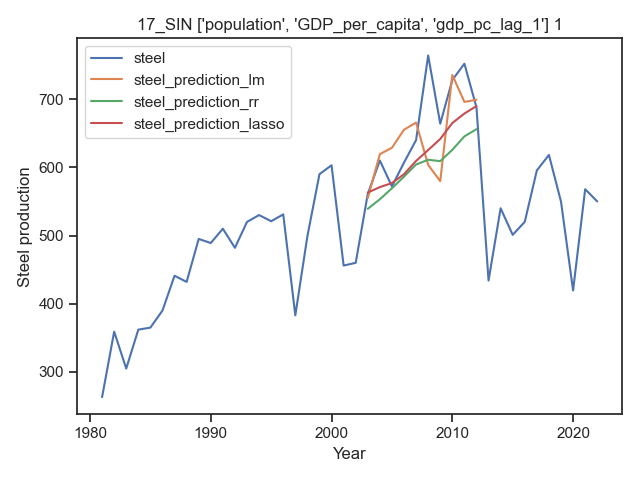 17_SIN ['population', 'GDP_per_capita', 'gdp_pc_lag_1'] 1
steel
steel_prediction_lm
steel_prediction_rr
steel_prediction_lasso
Steel production
700
600
500
400
300
1980
1990
2000
2010
2020
Year